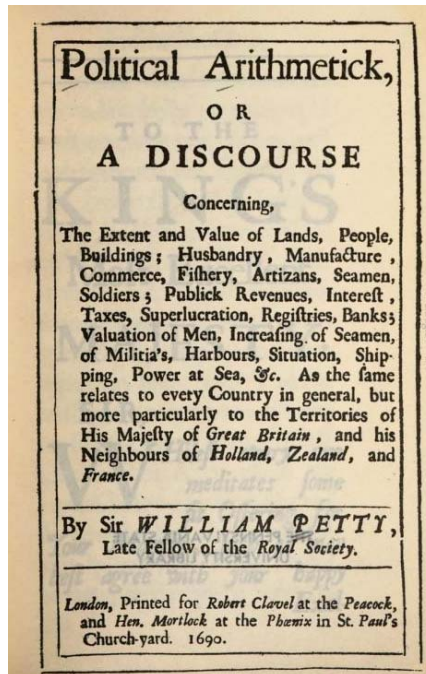 Political Arithmetick,
OR
A DISCOURSE
Concerning,
The Extent and Value of Lands, People,
Buildings; Husbandry, Manufacture,
Commerce, Fiſhery, Artizans, Seamen,
Soldiers; Publick Revenues, Intereſt,
Taxes, Superlucration, Regiſtries, Banks;
Valuation of Men, Increaſing of Seamen,
of Militia's, Harbours, Situation, Ship-
ping, Power at Sea, &c. As the ſame
relates to every Country in general, but
more particularly to the Territories of
His Majeſty of Great Britain, and his
Neighbours of Holland, Zealand, and
France.
By Sir WILLIAM PETTY,
Late Fellow of the Royal Society.
London, Printed for Robert Clavel at the Peacock,
and Hen. Mortlock at the Phœnix in St. Paul's
Church-yard. 1690.